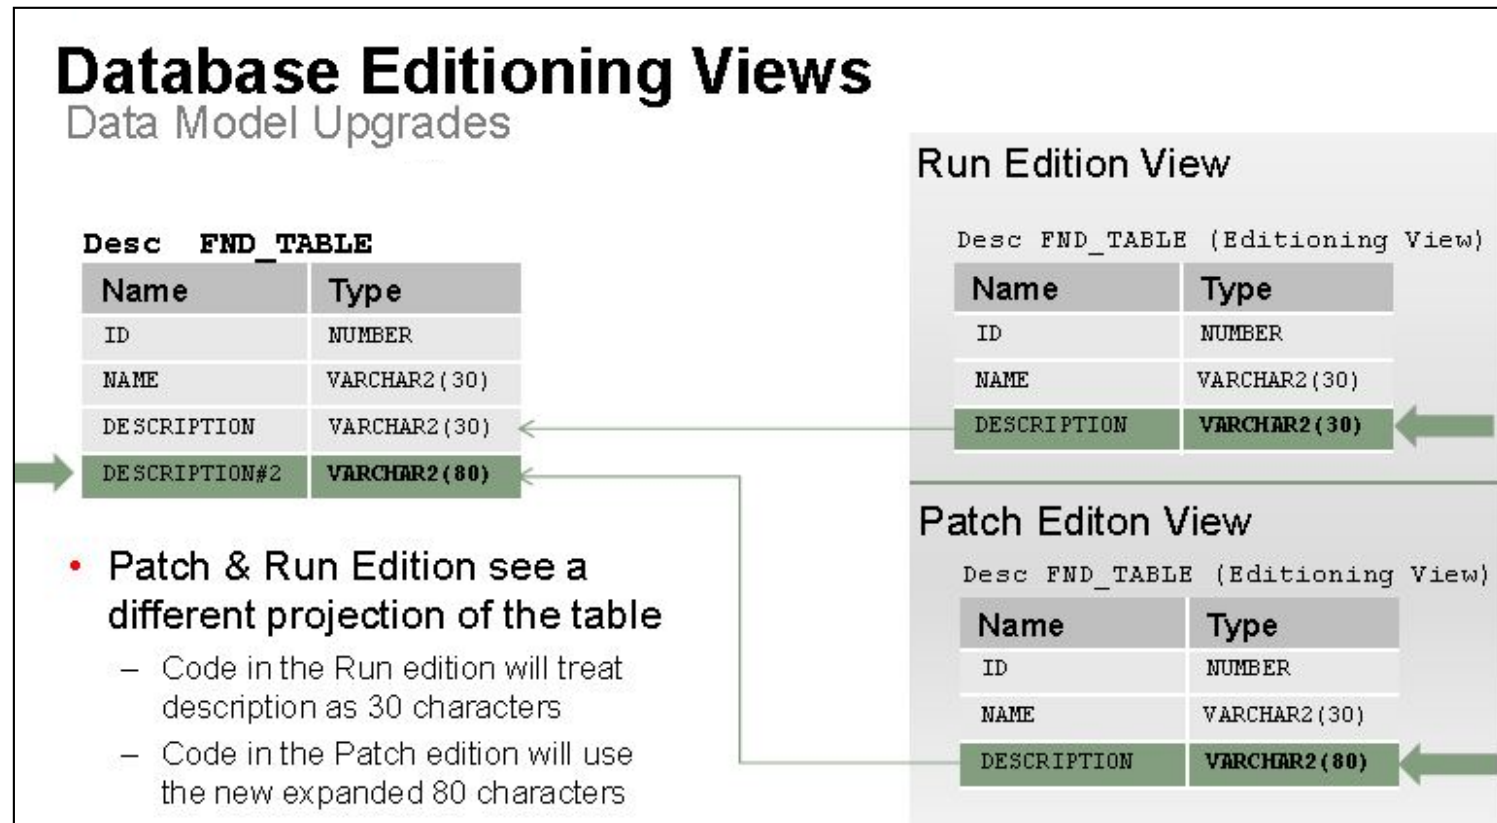 Database Editioning Views
Data Model Upgrades
Desc FND_TABLE
Name Type
ID NUMBER
NAME VARCHAR2(30)
DESCRIPTION VARCHAR2(30)
DESCRIPTION#2 VARCHAR2(80)
• Patch & Run Edition see a
different projection of the table
– Code in the Run edition will treat
description as 30 characters
– Code in the Patch edition will use
the new expanded 80 characters
Run Edition View
Desc FND_TABLE (Editioning View)
Name Type
ID NUMBER
NAME VARCHAR2(30)
DESCRIPTION VARCHAR2(30)
Patch Editon View
Desc FND_TABLE (Editioning View)
Name Type
ID NUMBER
NAME VARCHAR2(30)
DESCRIPTION VARCHAR2(80)